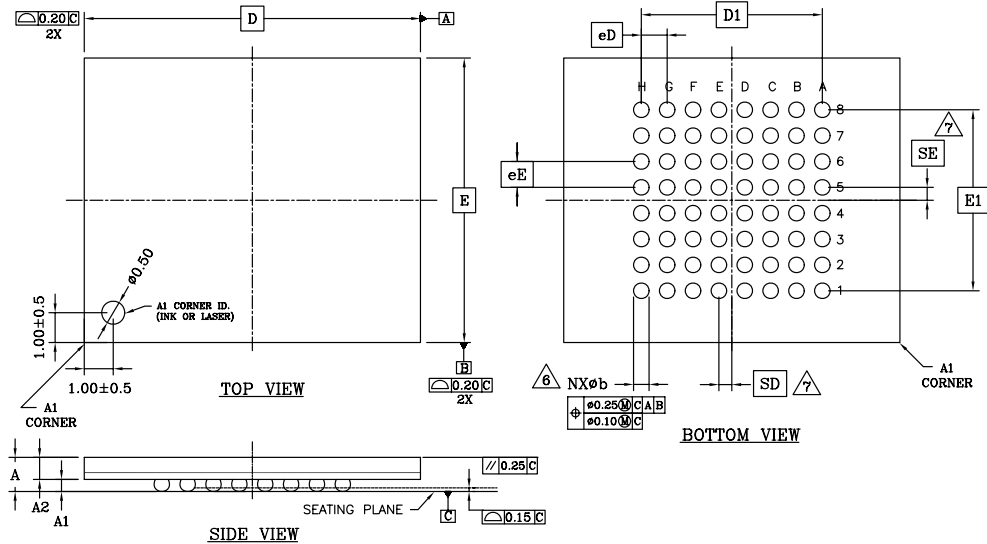 ⌓ 0.20 C
2X
D
A
E
ø0.50
A1 CORNER ID.
(INK OR LASER)
1.00±0.5
1.00±0.5
A1
CORNER
B
⌓ 0.20 C
2X
TOP VIEW
D1
eD
H G F E D C B A
8
7
6
5
4
3
2
1
7
SE
eE
E1
6 NXøb
SD 7
⌖ ø0.25 Ⓜ C A B
ø0.10 Ⓜ C
A1
CORNER
BOTTOM VIEW
A
A2
A1
// 0.25 C
SEATING PLANE
C
⌓ 0.15 C
SIDE VIEW